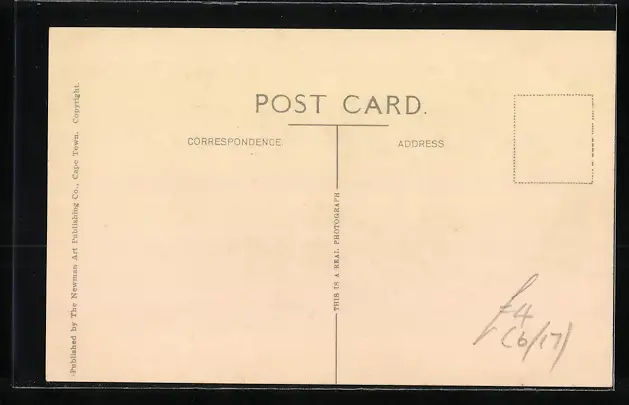 POST CARD.
CORRESPONDENCE.
ADDRESS
Published by The Newman Art Publishing Co., Cape Town. Copyright.
THIS IS A REAL PHOTOGRAPH
£4
(6/17)